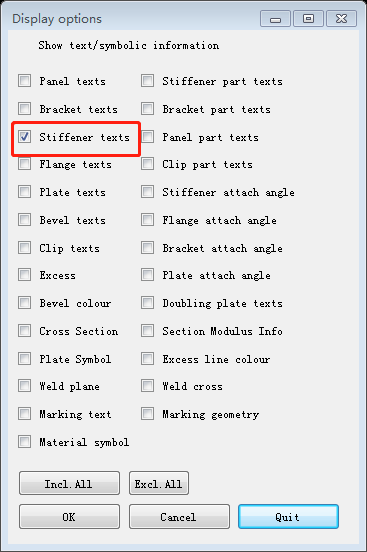 Display options
Show text/symbolic information
Panel texts Stiffener part texts
Bracket texts Bracket part texts
Stiffener texts Panel part texts
Flange texts Clip part texts
Plate texts Stiffener attach angle
Bevel texts Flange attach angle
Clip texts Bracket attach angle
Excess Plate attach angle
Bevel colour Doubling plate texts
Cross Section Section Modulus Info
Plate Symbol Excess line colour
Weld plane Weld cross
Marking text Marking geometry
Material symbol
Incl.All Excl.All
OK Cancel Quit